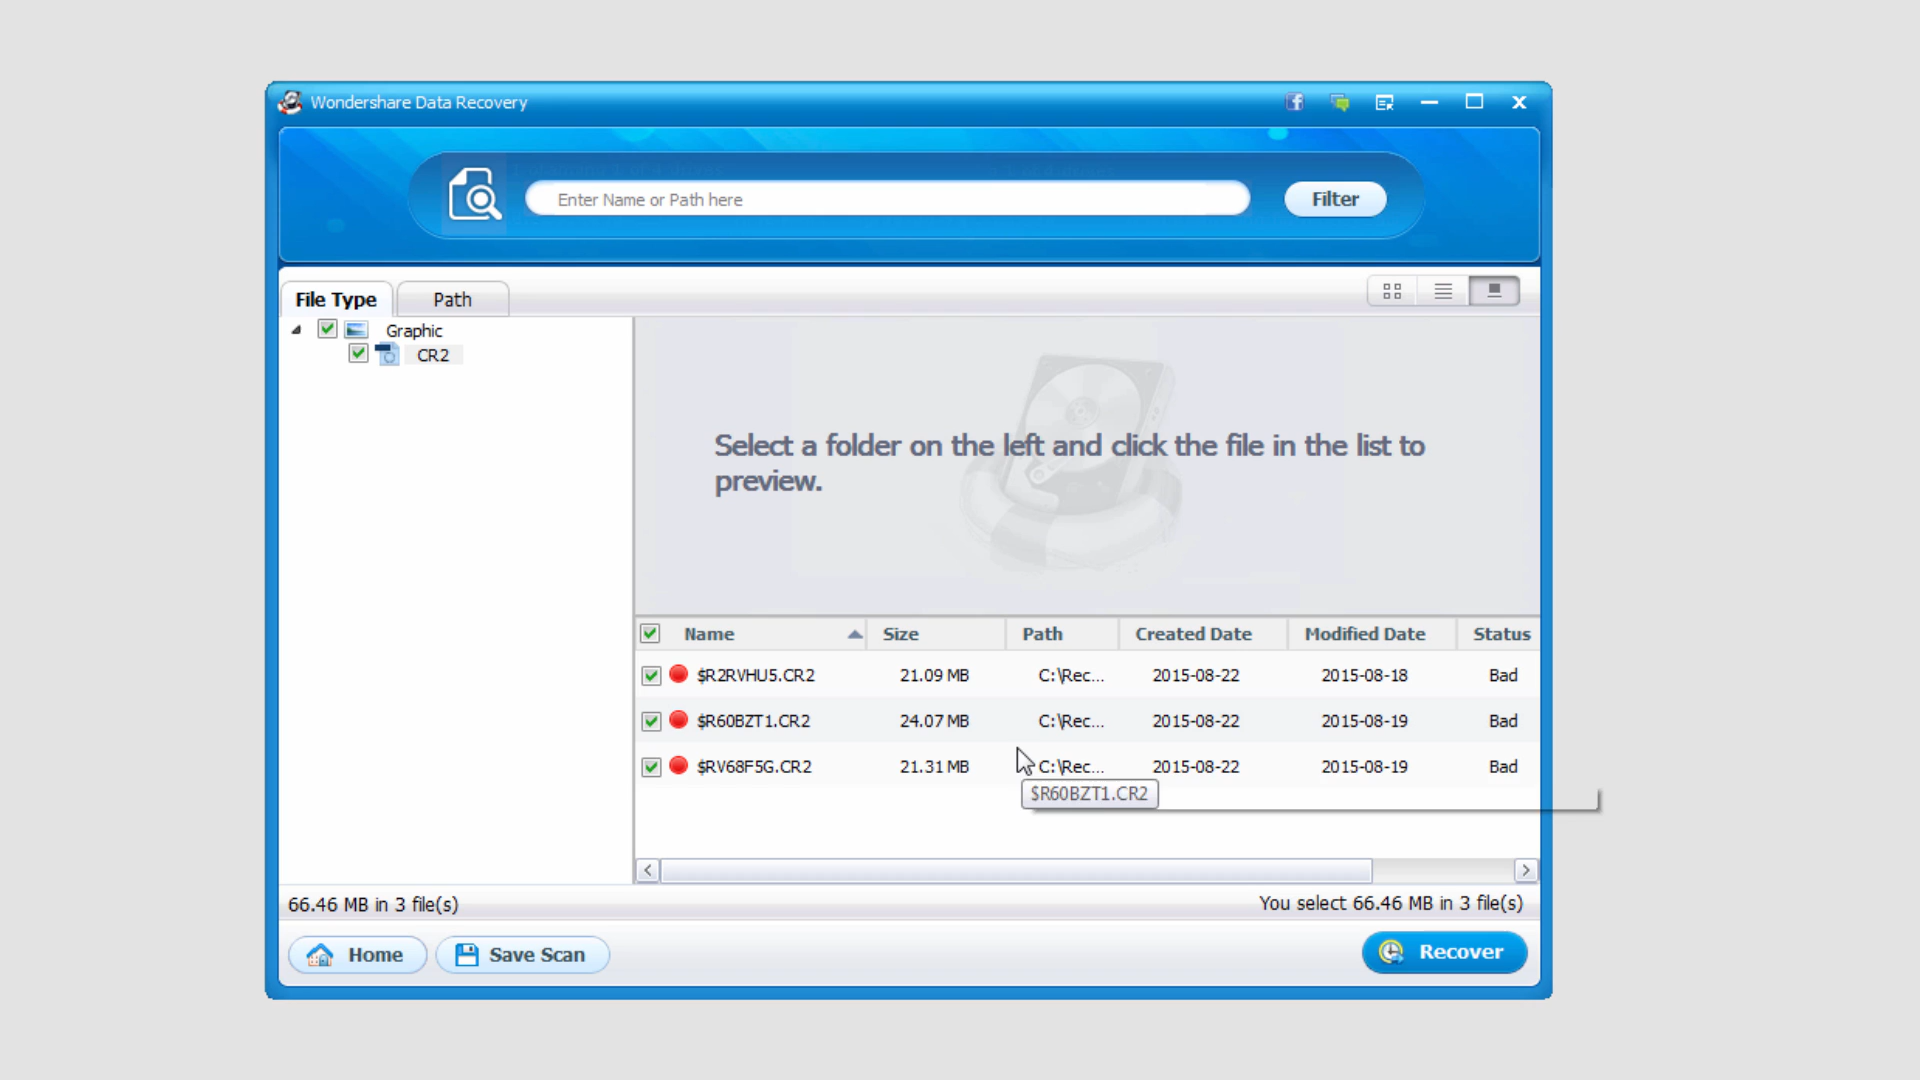 Wondershare Data Recovery
Enter Name or Path here
Filter
File Type
Path
Graphic
CR2
Select a folder on the left and click the file in the list to
preview.
Name Size Path Created Date Modified Date Status
$R2RVHU5.CR2 21.09 MB C:\Rec... 2015-08-22 2015-08-18 Bad
$R60BZT1.CR2 24.07 MB C:\Rec... 2015-08-22 2015-08-19 Bad
$RV68F5G.CR2 21.31 MB C:\Rec... 2015-08-22 2015-08-19 Bad
$R60BZT1.CR2
66.46 MB in 3 file(s)
You select 66.46 MB in 3 file(s)
Home
Save Scan
Recover